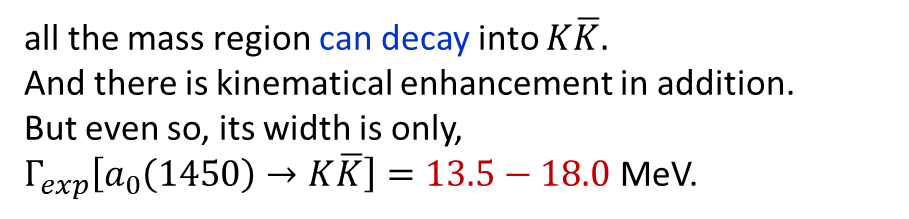 all the mass region can decay into 𝐾𝐾̅.
And there is kinematical enhancement in addition.
But even so, its width is only,
Γ𝑒𝑥𝑝[𝑎0(1450) → 𝐾𝐾̅] = 13.5 − 18.0 MeV.